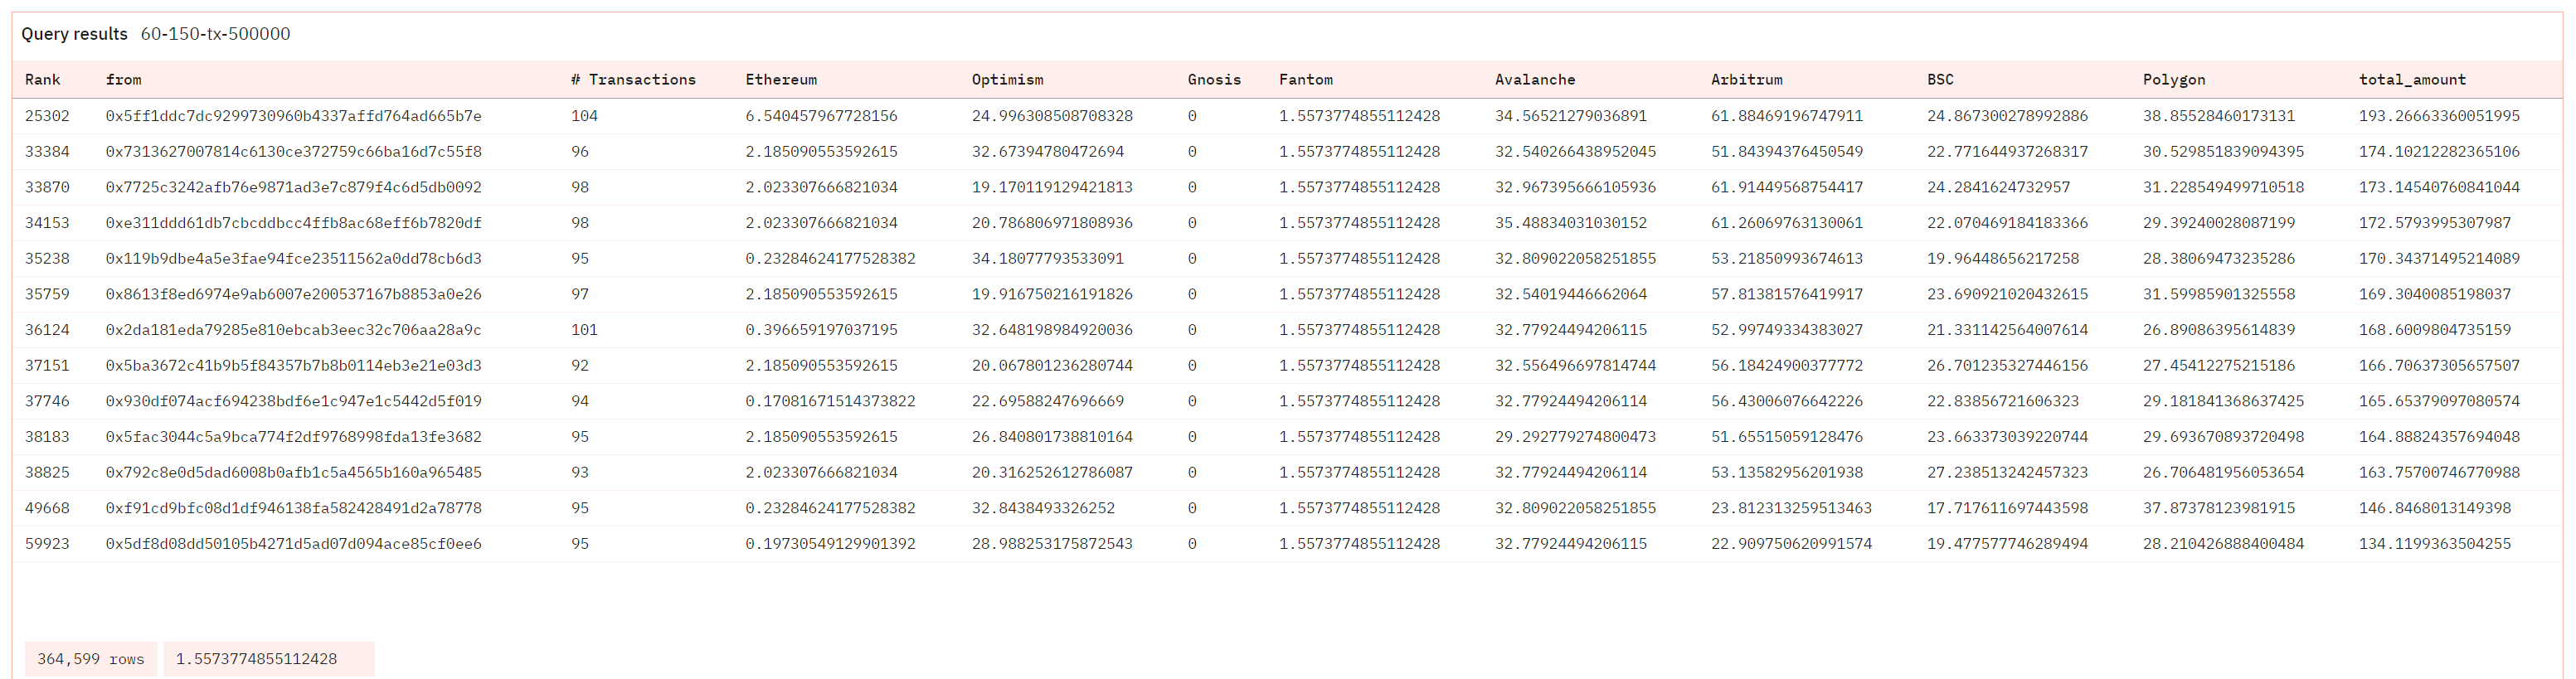 Query results 60-150-tx-500000
Rank from # Transactions Ethereum Optimism Gnosis Fantom Avalanche Arbitrum BSC Polygon total_amount
25302 0x5ff1ddc7dc9299730960b4337affd764ad665b7e 104 6.540457967728156 24.996308508708328 0 1.5573774855112428 34.56521279036891 61.88469196747911 24.867300278992886 38.85528460173131 193.26663360051995
33384 0x7313627007814c6130ce372759c66ba16d7c55f8 96 2.185090553592615 32.67394780472694 0 1.5573774855112428 32.540266438952045 51.84394376450549 22.771644937268317 30.529851839094395 174.10212282365106
33870 0x7725c3242afb76e9871ad3e7c879f4c6d5db0092 98 2.023307666821034 19.170119129421813 0 1.5573774855112428 32.967395666105936 61.91449568754417 24.2841624732957 31.228549499710518 173.14540760841044
34153 0xe311ddd61db7cbcddbcc4ffb8ac68eff6b7820df 98 2.023307666821034 20.786806971808936 0 1.5573774855112428 35.48834031030152 61.26069763130061 22.070469184183366 29.39240028087199 172.5793995307987
35238 0x119b9dbe4a5e3fae94fce23511562a0dd78cb6d3 95 0.23284624177528382 34.18077793533091 0 1.5573774855112428 32.809022058251855 53.21850993674613 19.96448656217258 28.38069473235286 170.34371495214089
35759 0x8613f8ed6974e9ab6007e200537167b8853a0e26 97 2.185090553592615 19.916750216191826 0 1.5573774855112428 32.54019446662064 57.81381576419917 23.690921020432615 31.59985901325558 169.3040085198037
36124 0x2da181eda79285e810ebcab3eec32c706aa28a9c 101 0.396659197037195 32.648198984920036 0 1.5573774855112428 32.77924494206115 52.99749334383027 21.331142564007614 26.89086395614839 168.6009804735159
37151 0x5ba3672c41b9b5f84357b7b8b0114eb3e21e03d3 92 2.185090553592615 20.067801236280744 0 1.5573774855112428 32.556496697814744 56.18424900377772 26.701235327446156 27.45412275215186 166.70637305657507
37746 0x930df074acf694238bdf6e1c947e1c5442d5f019 94 0.17081671514373822 22.69588247696669 0 1.5573774855112428 32.77924494206114 56.43006076642226 22.83856721606323 29.181841368637425 165.65379097080574
38183 0x5fac3044c5a9bca774f2df9768998fda13fe3682 95 2.185090553592615 26.840801738810164 0 1.5573774855112428 29.292779274800473 51.65515059128476 23.663373039220744 29.693670893720498 164.88824357694048
38825 0x792c8e0d5dad6008b0afb1c5a4565b160a965485 93 2.023307666821034 20.316252612786087 0 1.5573774855112428 32.77924494206114 53.13582956201938 27.238513242457323 26.706481956053654 163.75700746770988
49668 0xf91cd9bfc08d1df946138fa582428491d2a78778 95 0.23284624177528382 32.8438493326252 0 1.5573774855112428 32.809022058251855 23.812313259513463 17.717611697443598 37.87378123981915 146.8468013149398
59923 0x5df8d08dd50105b4271d5ad07d094ace85cf0ee6 95 0.19730549129901392 28.988253175872543 0 1.5573774855112428 32.77924494206115 22.909750620991574 19.477577746289494 28.210426888400484 134.1199363504255
364,599 rows 1.5573774855112428